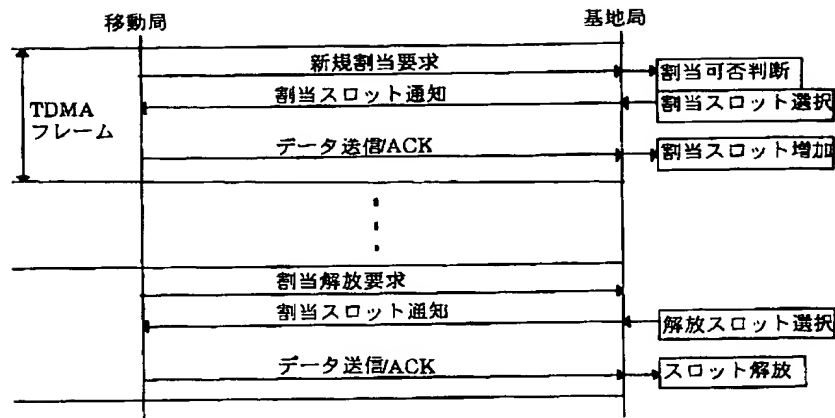 移動局
基地局
新規割当要求
割当可否判断
割当スロット通知
割当スロット選択
TDMA
フレーム
データ送信/ACK
割当スロット増加
割当解放要求
割当スロット通知
解放スロット選択
データ送信/ACK
スロット解放